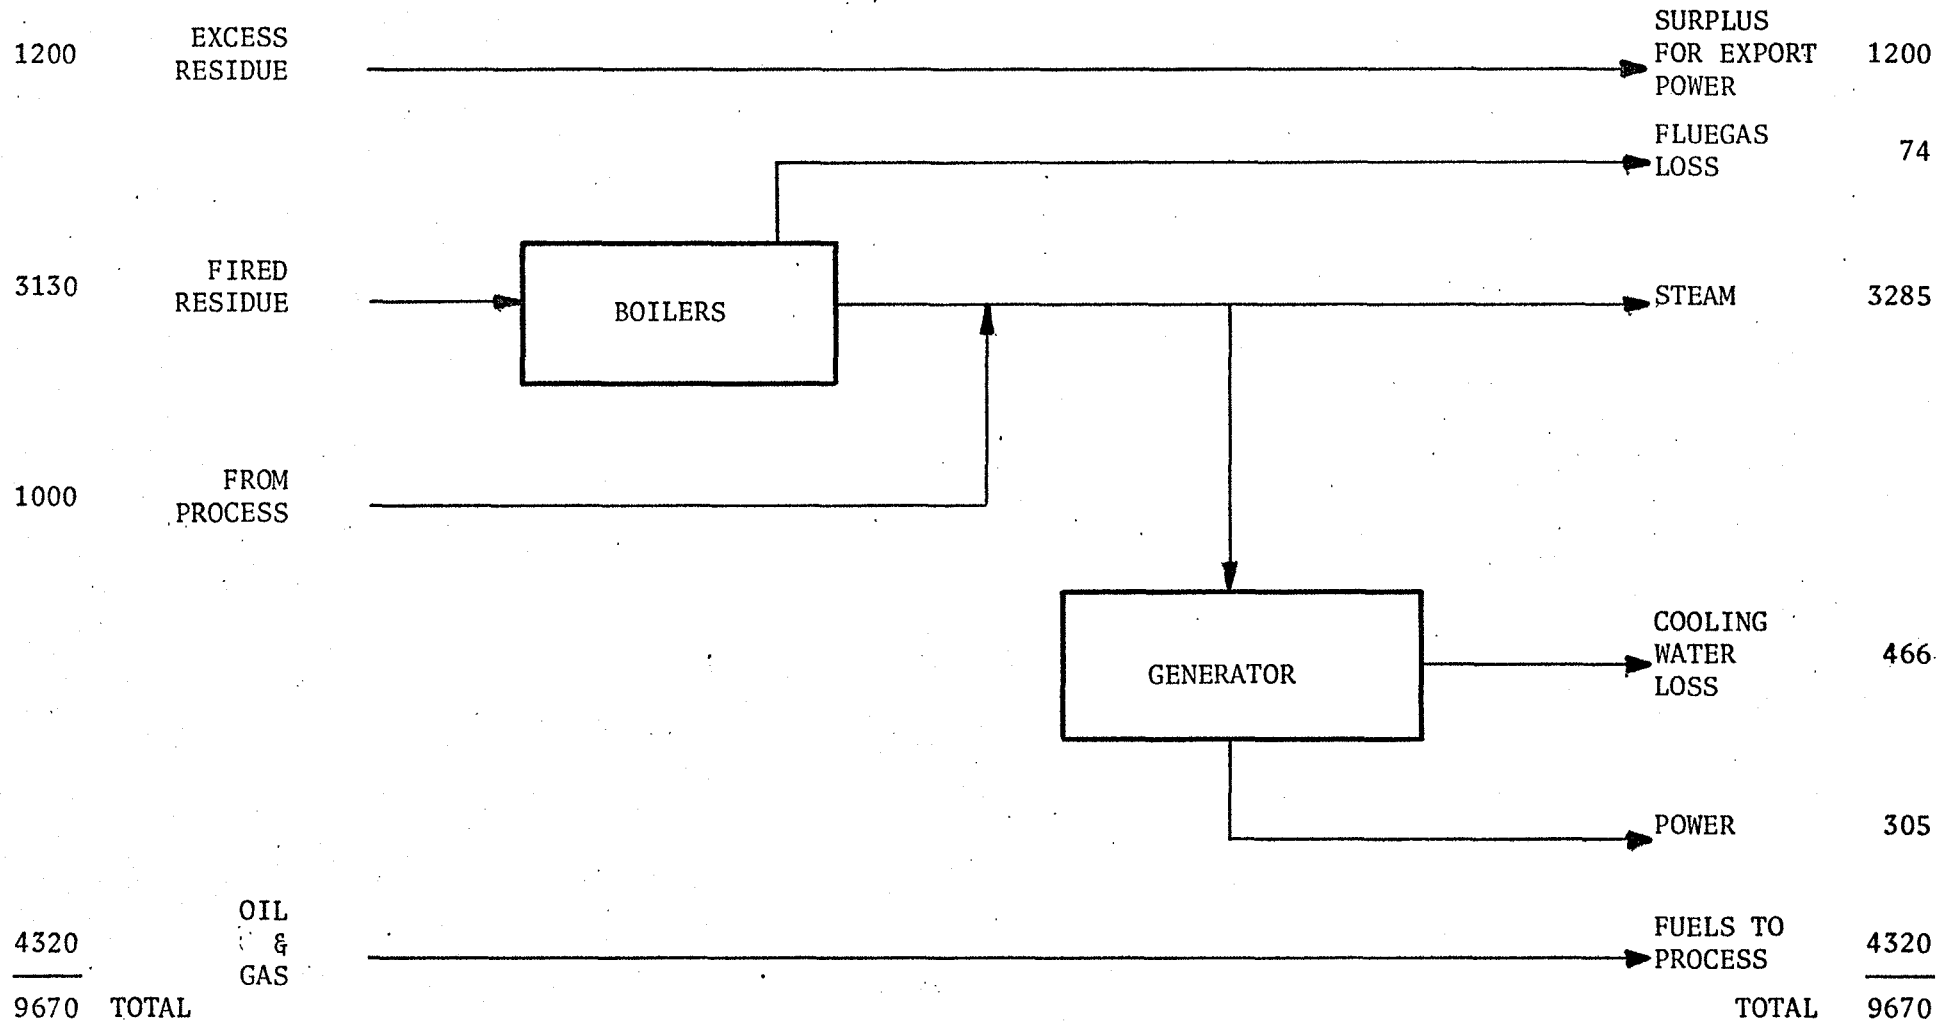 1200
EXCESS
RESIDUE
SURPLUS
FOR EXPORT
POWER
1200
FLUEGAS
LOSS
74
3130
FIRED
RESIDUE
BOILERS
STEAM
3285
1000
FROM
PROCESS
GENERATOR
COOLING
WATER
LOSS
466
POWER
305
4320
OIL
&
GAS
FUELS TO
PROCESS
4320
9670 TOTAL
TOTAL 9670